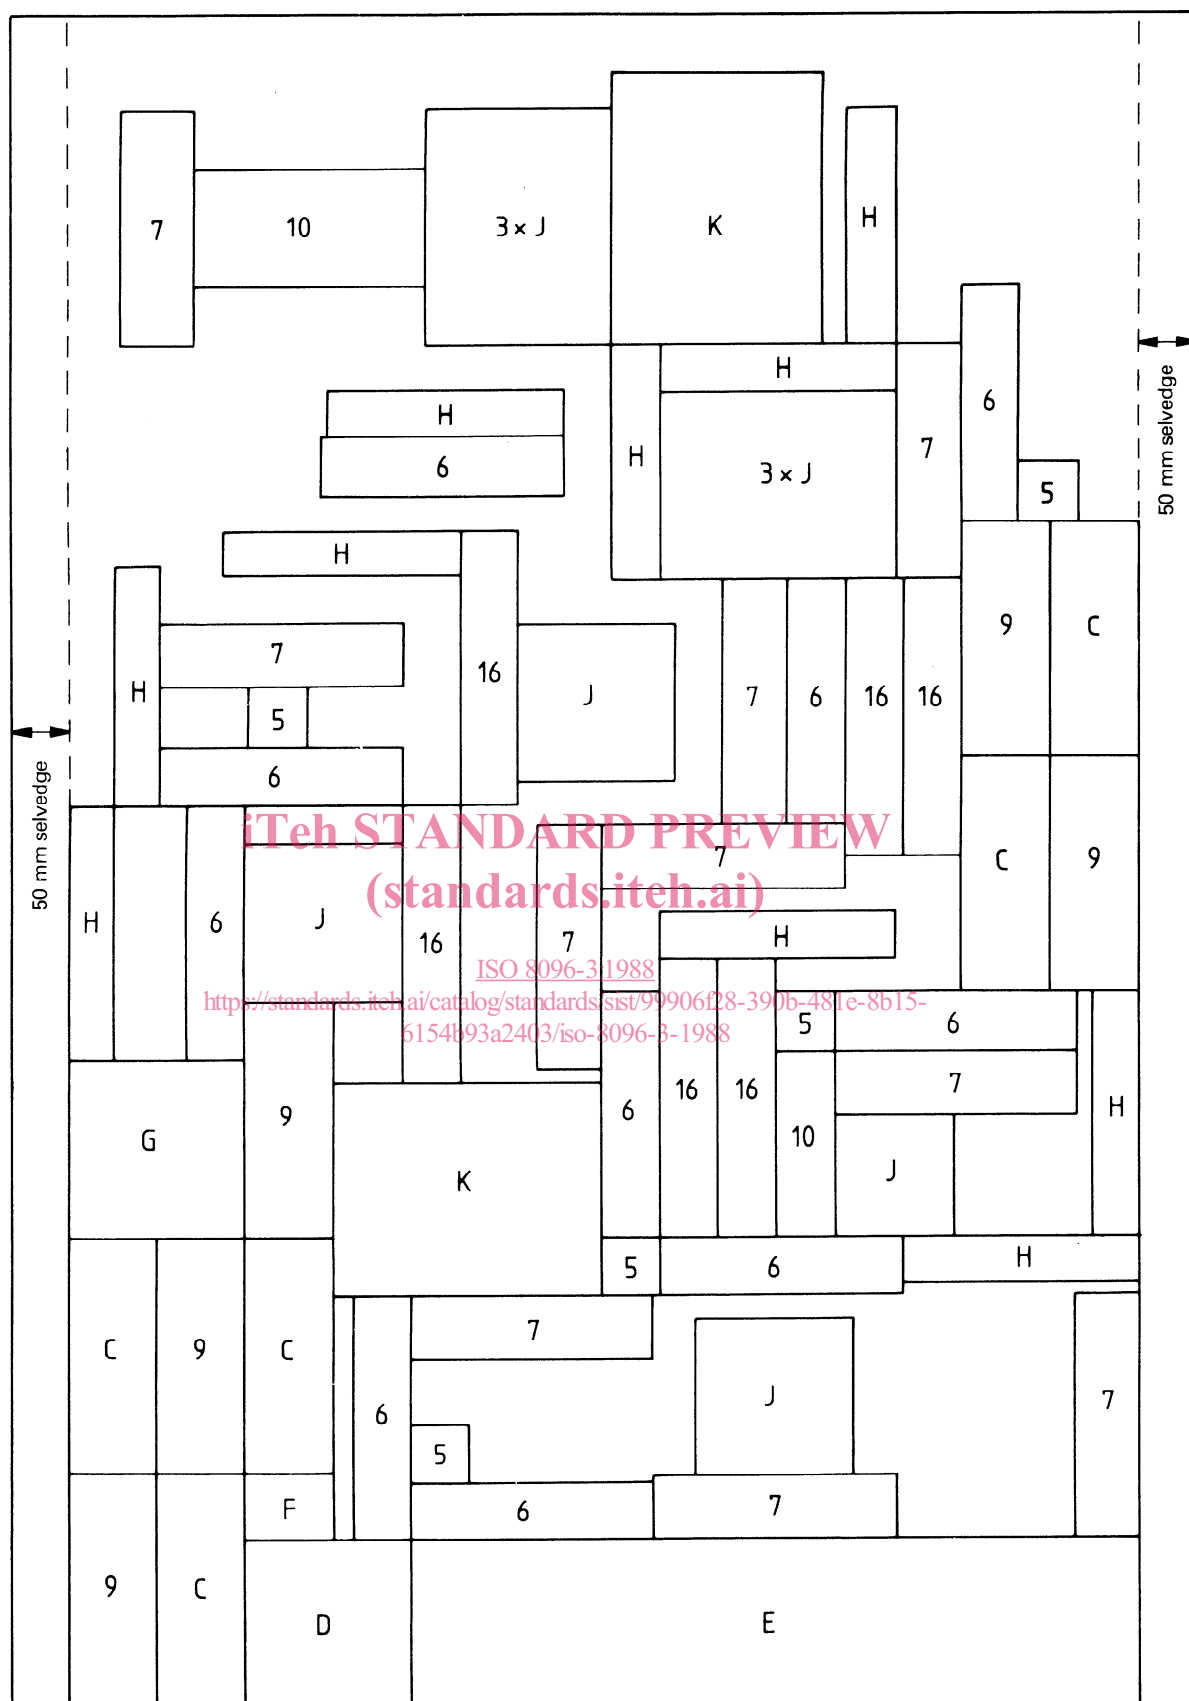 K
7
10
3 × J
H
50 mm selvedge
H
6
H
7
H
6
H
3 × J
5
H
9
C
7
16
J
7
6
16
16
H
5
50 mm selvedge
6
iTeh STANDARD PREVIEW
7
C
9
(standards.iteh.ai)
H
6
J
16
7
H
ISO 8096-3:1988
https://standards.iteh.ai/catalog/standards/sist/99906f28-390b-481e-8b15-
6154b93a2403/iso-8096-3-1988
5
6
16
16
7
9
6
H
G
10
K
J
5
6
H
C
9
C
7
6
J
7
5
F
6
7
9
C
D
E